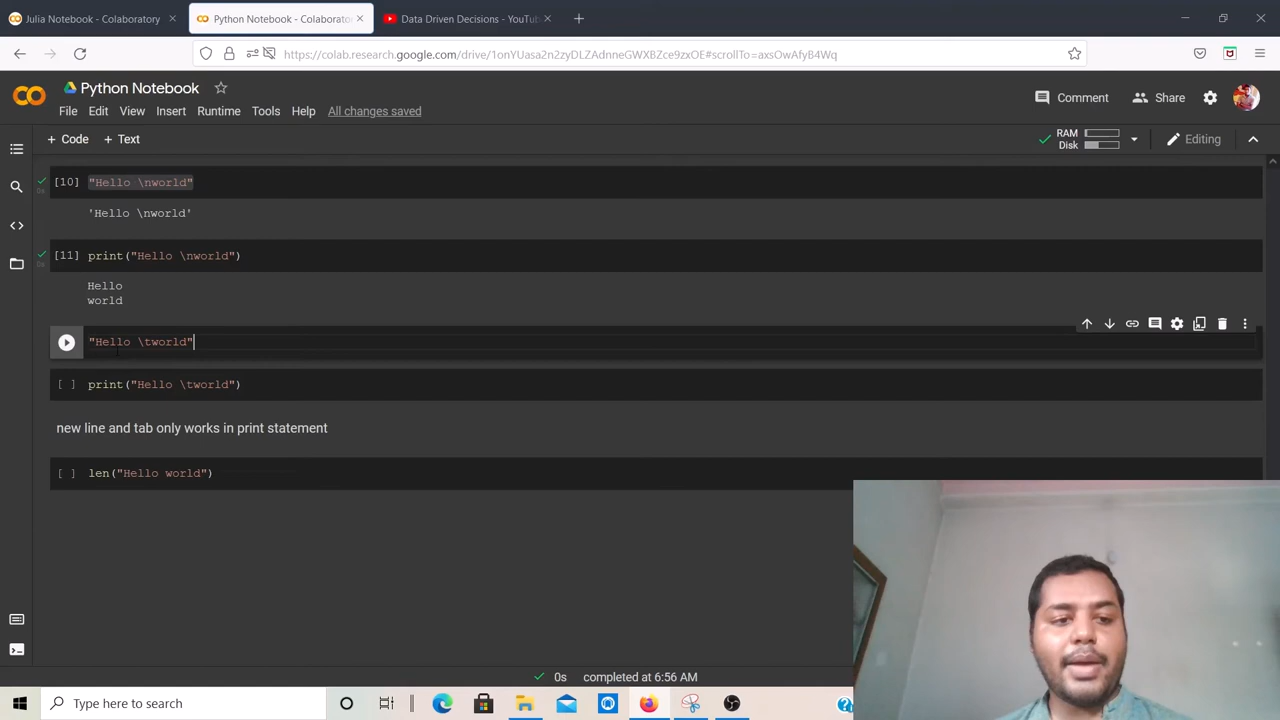 Julia Notebook - Colaboratory
Python Notebook - Colaborato
Data Driven Decisions - YouTu
https://colab.research.google.com/drive/1onYUasa2n2zyDLZAdnneGWXBZce9zxOE#scrollTo=axsOwAfyB4Wq
Python Notebook
File Edit View Insert Runtime Tools Help All changes saved
Comment Share
+ Code + Text
RAM
Disk
Editing
[10] "Hello \nworld"
0s
'Hello \nworld'
[11] print("Hello \nworld")
0s
Hello
world
"Hello \tworld"
[ ] print("Hello \tworld")
new line and tab only works in print statement
[ ] len("Hello world")
0s completed at 6:56 AM
Type here to search